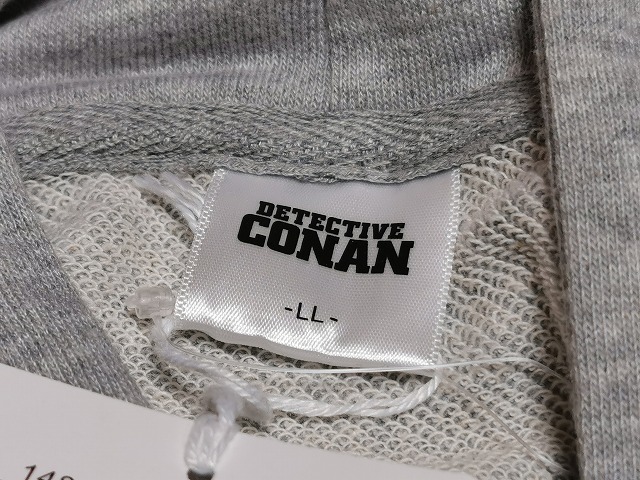 DETECTIVE
CONAN
-LL-